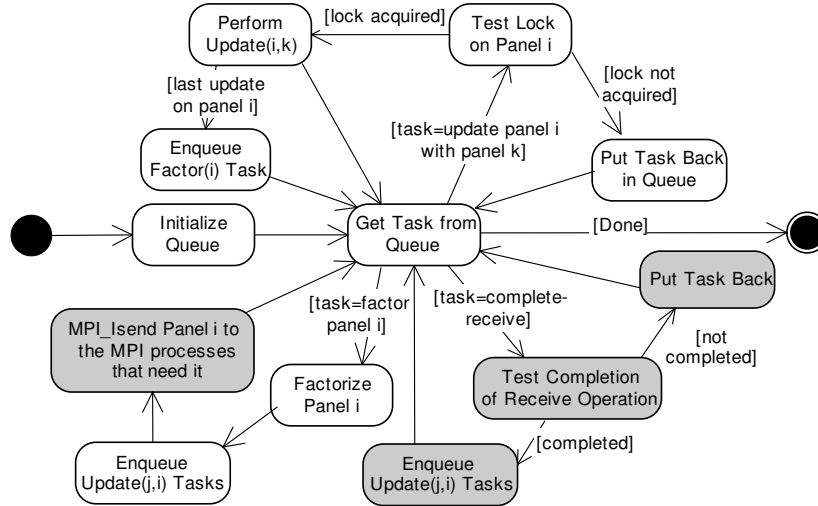 Perform
Update(i,k)
[lock acquired]
Test Lock
on Panel i
[last update
on panel i]
[lock not
acquired]
Enqueue
Factor(i) Task
[task=update panel i
with panel k]
Put Task Back
in Queue
Initialize
Queue
Get Task from
Queue
[Done]
Put Task Back
[task=factor
panel i]
[task=complete-
receive]
MPI_Isend Panel i to
the MPI processes
that need it
[not
completed]
Factorize
Panel i
Test Completion
of Receive Operation
[completed]
Enqueue
Update(j,i) Tasks
Enqueue
Update(j,i) Tasks